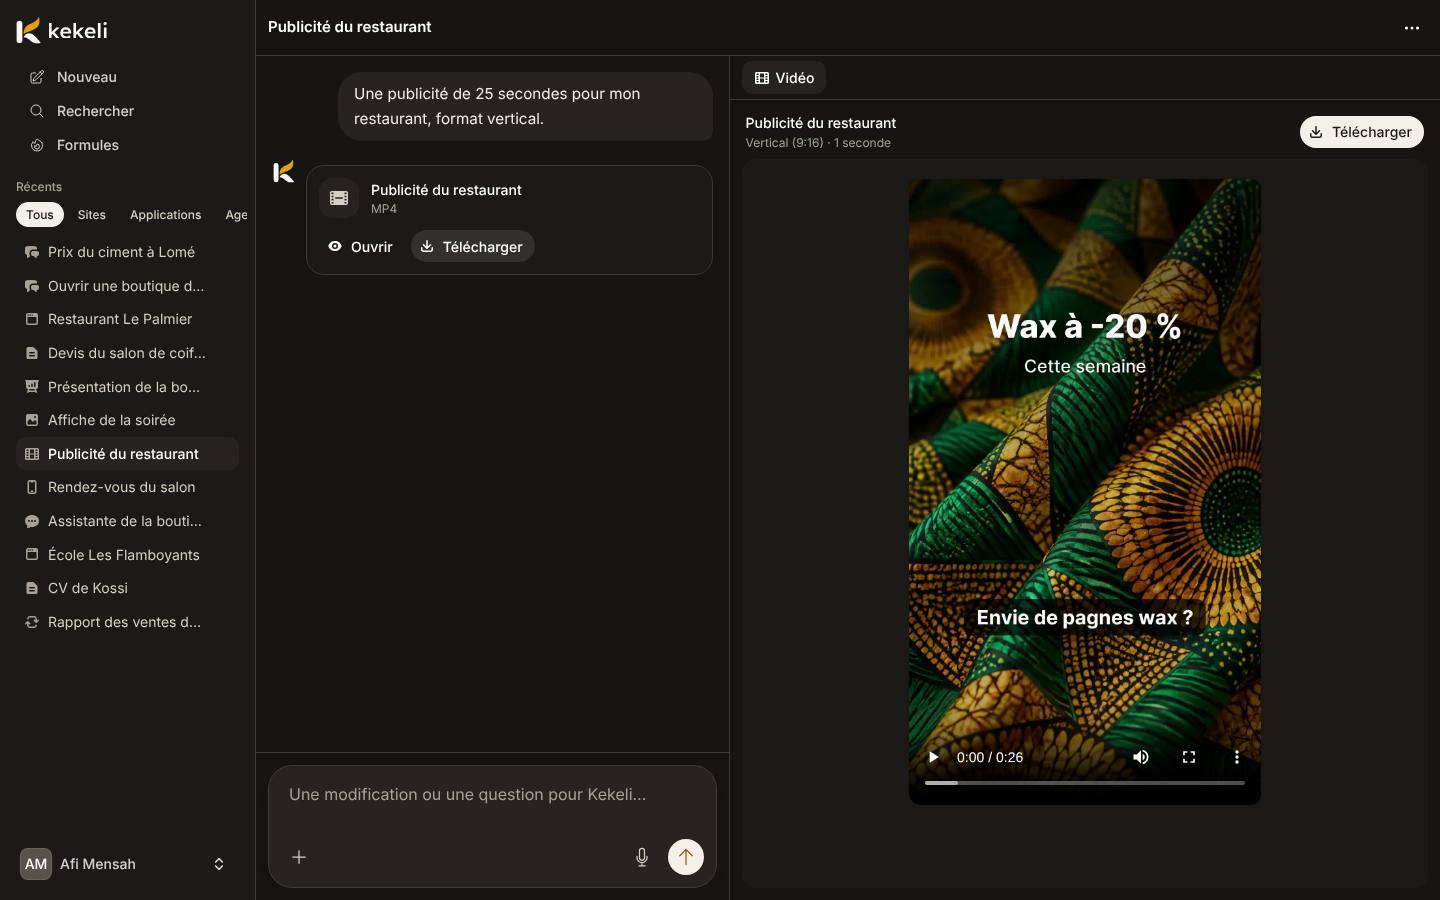 kekeli
Nouveau
Rechercher
Formules
Récents
Tous
Sites
Applications
Age
Prix du ciment à Lomé
Ouvrir une boutique d...
Restaurant Le Palmier
Devis du salon de coif...
Présentation de la bo...
Affiche de la soirée
Publicité du restaurant
Rendez-vous du salon
Assistante de la bouti...
École Les Flamboyants
CV de Kossi
Rapport des ventes d...
AM
Afi Mensah
Publicité du restaurant
Une publicité de 25 secondes pour mon
restaurant, format vertical.
Publicité du restaurant
MP4
Ouvrir
Télécharger
Une modification ou une question pour Kekeli...
Vidéo
Publicité du restaurant
Vertical (9:16) · 1 seconde
Télécharger
Wax à -20 %
Cette semaine
Envie de pagnes wax ?
0:00 / 0:26